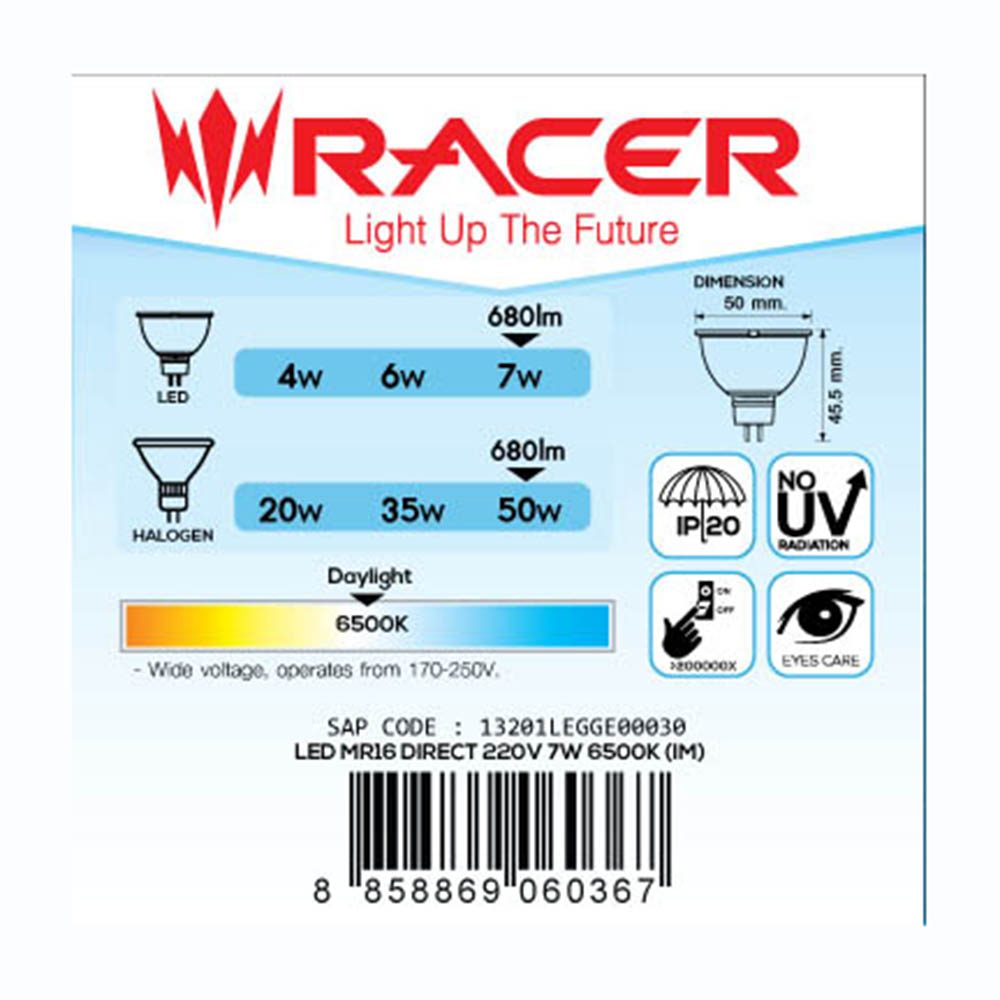 RACER
Light Up The Future
680lm
4W 6W 7W
LED
680lm
20W 35W 50W
HALOGEN
Daylight
6500K
- Wide voltage, operates from 170-250V.
DIMENSION
50 mm.
45.5 mm.
IP20
NO
UV
RADIATION
ON
OFF
>200000X
EYES CARE
SAP CODE : 13201LEGGE00030
LED MR16 DIRECT 220V 7W 6500K (IM)
8 858869 060367